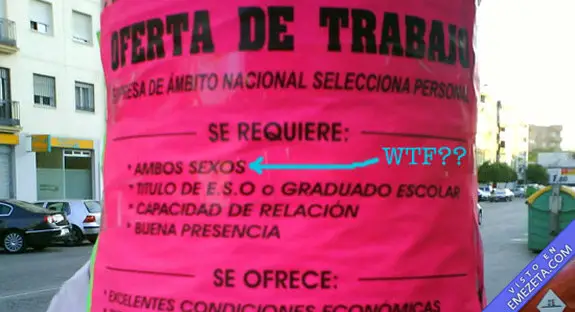 OFERTA DE TRABAJO
EMPRESA DE ÁMBITO NACIONAL SELECCIONA PERSONAL
SE REQUIERE:
* AMBOS SEXOS
WTF??
* TITULO DE E.S.O o GRADUADO ESCOLAR
* CAPACIDAD DE RELACIÓN
* BUENA PRESENCIA
SE OFRECE:
* EXCELENTES CONDICIONES ECONÓMICAS
VISTO EN
EMEZETA.COM